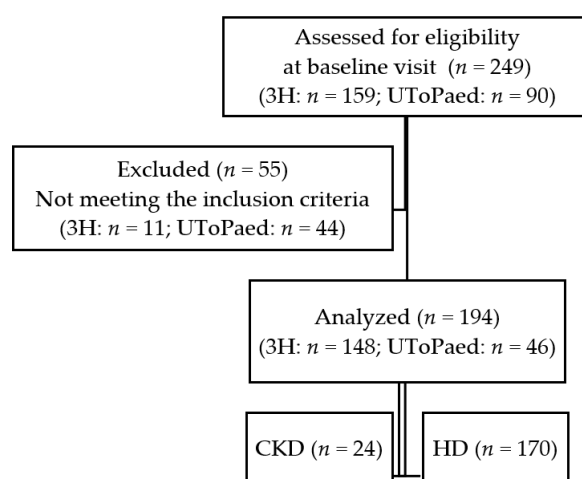 Assessed for eligibility
at baseline visit (n = 249)
(3H: n = 159; UToPaed: n = 90)
Excluded (n = 55)
Not meeting the inclusion criteria
(3H: n = 11; UToPaed: n = 44)
Analyzed (n = 194)
(3H: n = 148; UToPaed: n = 46)
CKD (n = 24)
HD (n = 170)